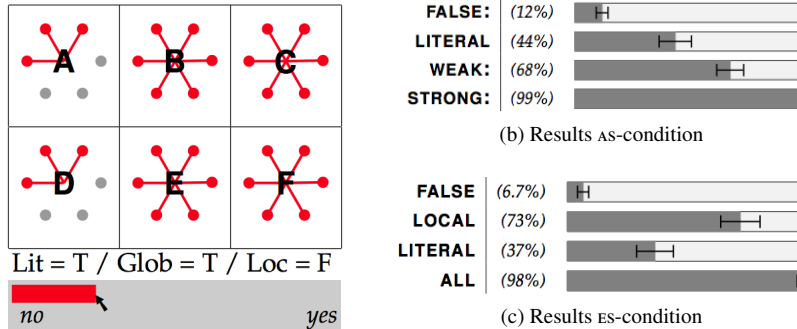 A B C
D E F
Lit = T / Glob = T / Loc = F
no yes
FALSE: (12%)
LITERAL (44%)
WEAK: (68%)
STRONG: (99%)
(b) Results AS-condition
FALSE (6.7%)
LOCAL (73%)
LITERAL (37%)
ALL (98%)
(c) Results ES-condition